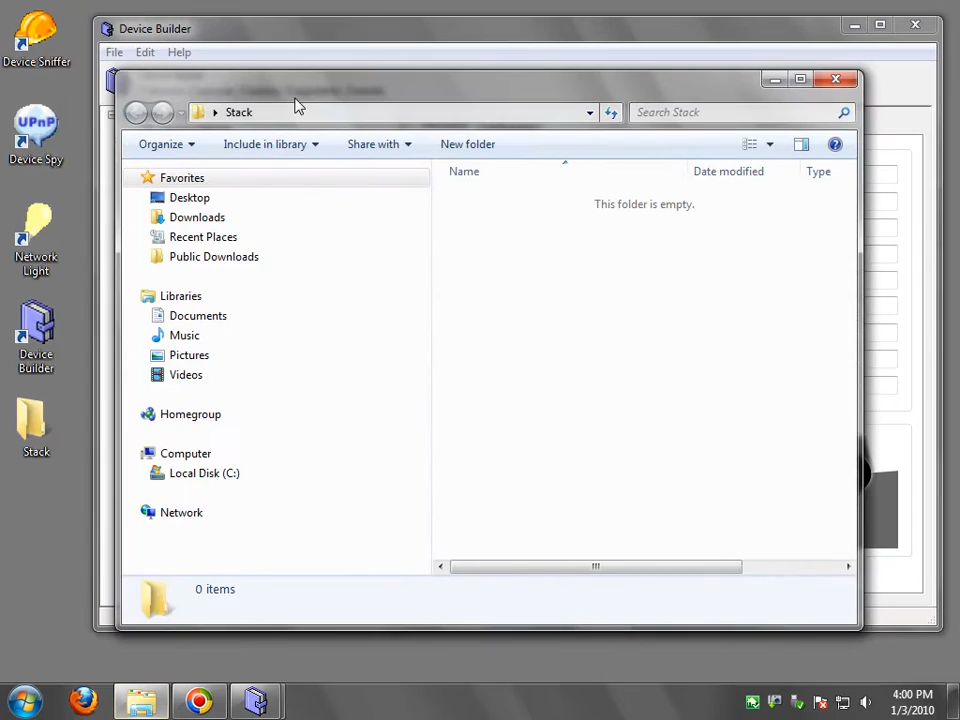 Device Sniffer
UPnP
Device Spy
Network
Light
Device
Builder
Stack
Device Builder
File Edit Help
Stack
Search Stack
Organize Include in library Share with New folder
Name Date modified Type
This folder is empty.
Favorites
Desktop
Downloads
Recent Places
Public Downloads
Libraries
Documents
Music
Pictures
Videos
Homegroup
Computer
Local Disk (C:)
Network
0 items
4:00 PM
1/3/2010